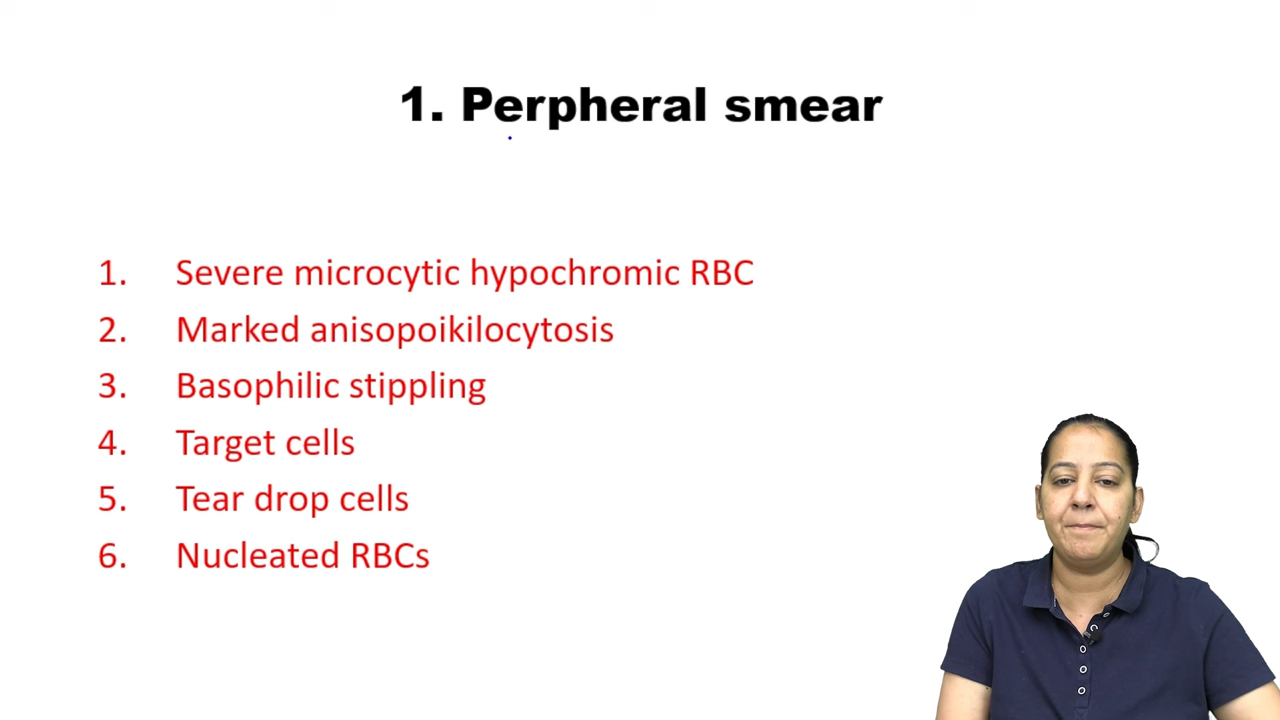 1. Perpheral smear
1. Severe microcytic hypochromic RBC
2. Marked anisopoikilocytosis
3. Basophilic stippling
4. Target cells
5. Tear drop cells
6. Nucleated RBCs